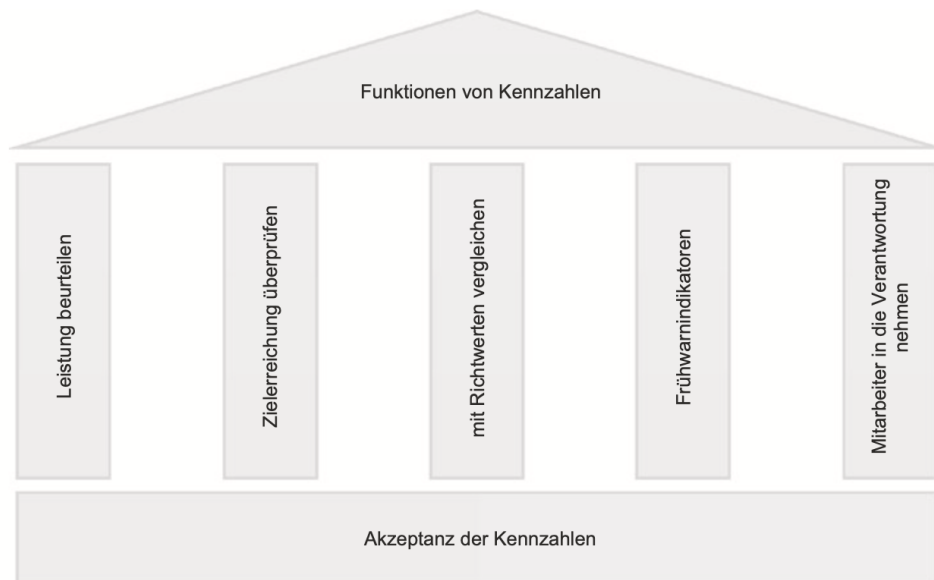 Funktionen von Kennzahlen
Leistung beurteilen
Zielerreichung überprüfen
mit Richtwerten vergleichen
Frühwarnindikatoren
Mitarbeiter in die Verantwortung
nehmen
Akzeptanz der Kennzahlen